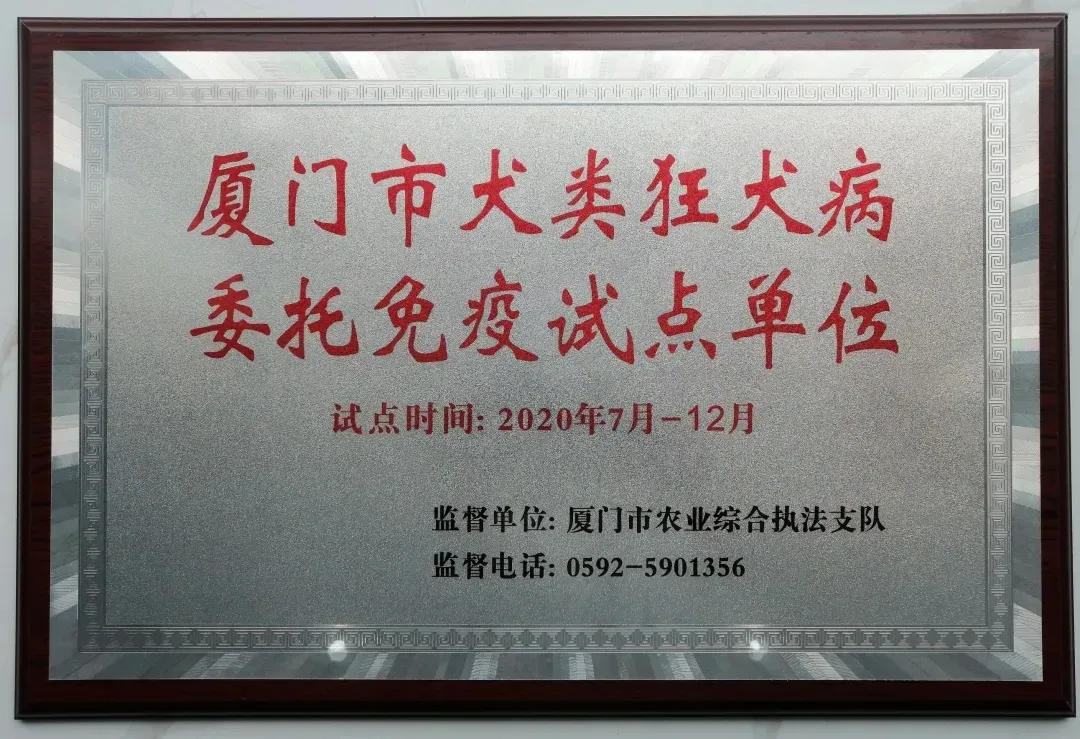 厦门市犬类狂犬病
委托免疫试点单位
试点时间: 2020年7月-12月
监督单位: 厦门市农业综合执法支队
监督电话: 0592-5901356